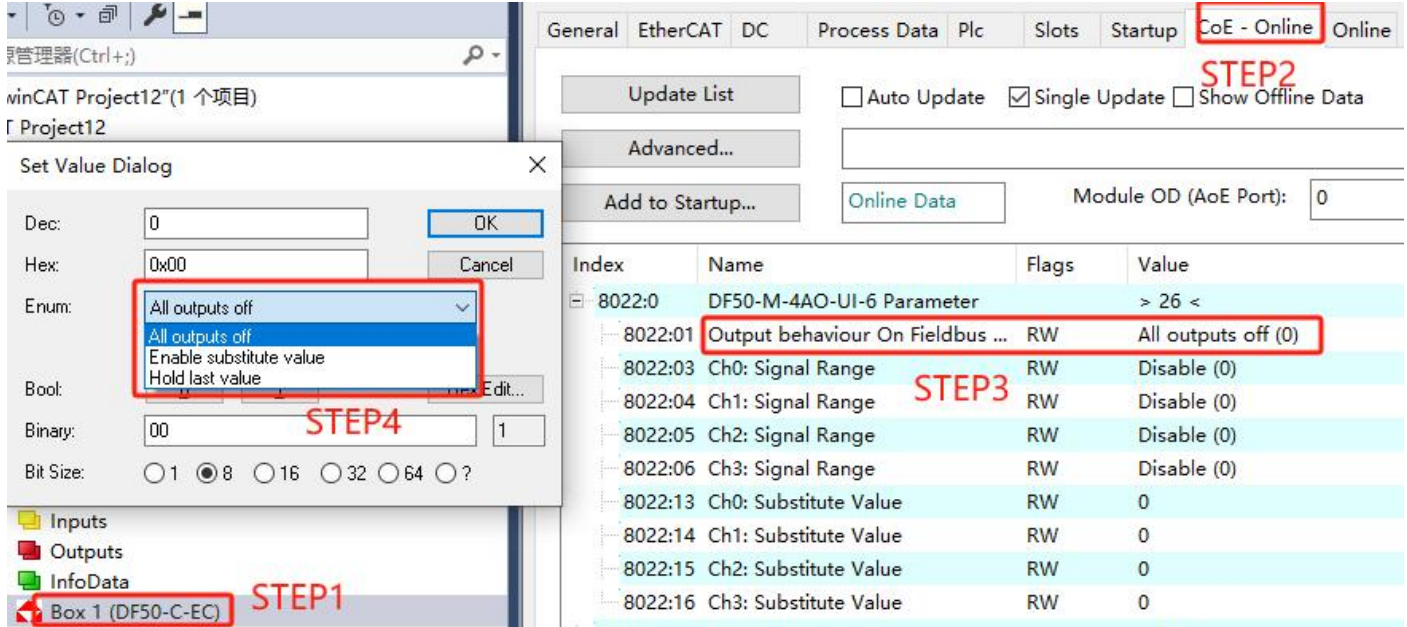 源管理器(Ctrl+;)
winCAT Project12"(1 个项目)
T Project12
Set Value Dialog
Dec:
0
OK
Hex:
0x00
Cancel
Enum:
All outputs off
All outputs off
Enable substitute value
Hold last value
Bool:
Hex Edit...
STEP4
Binary:
00
1
Bit Size:
1 8 16 32 64 ?
Inputs
Outputs
InfoData
Box 1 (DF50-C-EC)
STEP1
General EtherCAT DC Process Data Plc Slots Startup CoE - Online Online
STEP2
Update List
Auto Update Single Update Show Offline Data
Advanced...
Add to Startup...
Online Data
Module OD (AoE Port):
0
Index Name Flags Value
8022:0 DF50-M-4AO-UI-6 Parameter > 26 <
8022:01 Output behaviour On Fieldbus ... RW All outputs off (0)
8022:03 Ch0: Signal Range RW Disable (0)
STEP3
8022:04 Ch1: Signal Range RW Disable (0)
8022:05 Ch2: Signal Range RW Disable (0)
8022:06 Ch3: Signal Range RW Disable (0)
8022:13 Ch0: Substitute Value RW 0
8022:14 Ch1: Substitute Value RW 0
8022:15 Ch2: Substitute Value RW 0
8022:16 Ch3: Substitute Value RW 0